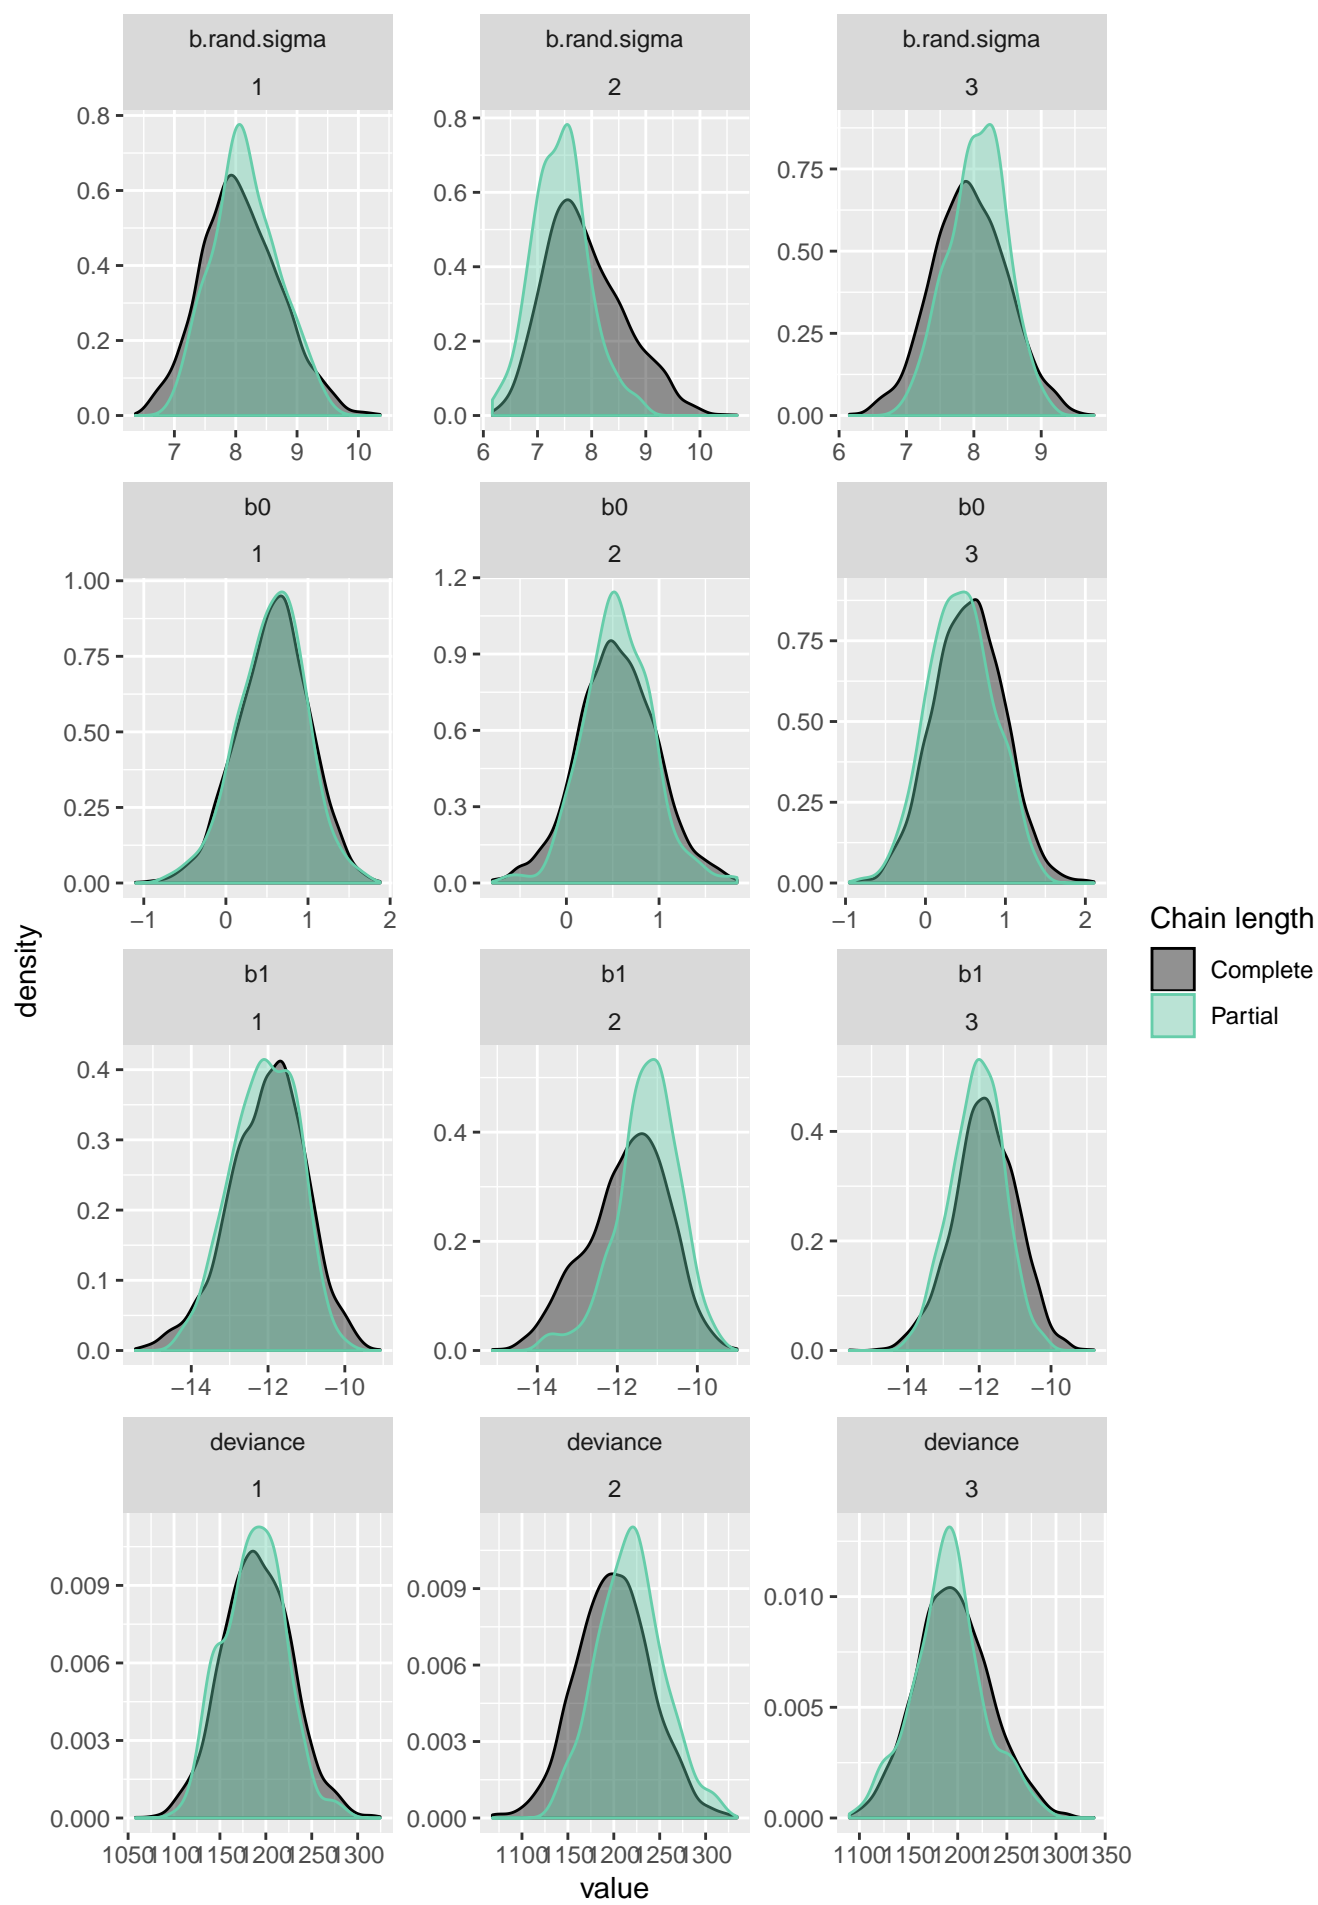 b.rand.sigma b.rand.sigma b.rand.sigma
1 2 3
0.8 0.6 0.4 0.2 0.0
0.8 0.6 0.4 0.2 0.0
0.75 0.50 0.25 0.00
7 8 9 10
6 7 8 9 10
6 7 8 9
b0 b0 b0
1 2 3
1.00 0.75 0.50 0.25 0.00
1.2 0.9 0.6 0.3 0.0
0.75 0.50 0.25 0.00
−1 0 1 2
0 1
−1 0 1 2
density
b1 b1 b1
1 2 3
0.4 0.3 0.2 0.1 0.0
0.4 0.2 0.0
0.4 0.2 0.0
−14 −12 −10
−14 −12 −10
−14 −12 −10
deviance deviance deviance
1 2 3
0.009 0.006 0.003 0.000
0.009 0.006 0.003 0.000
0.010 0.005 0.000
1050 1100 1150 1200 1250 1300
1100 1150 1200 1250 1300
1100 1150 1200 1250 1300 1350
value
Chain length
Complete
Partial